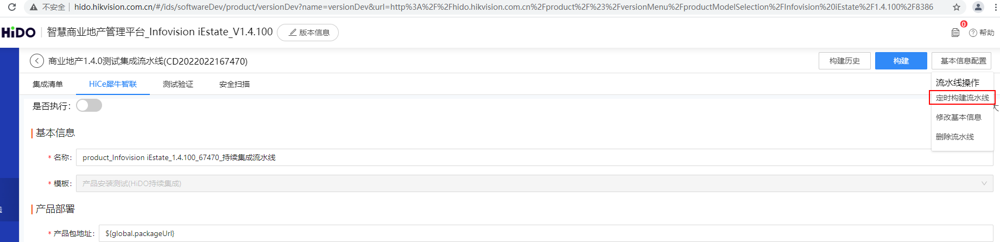 不安全 | hido.hikvision.com.cn/#/ids/softwareDev/product/versionDev?name=versionDev&url=http%3A%2F%2Fhido.hikvision.com.cn%2Fproduct%2F%23%2FversionMenu%2FproductModelSelection%2FInfovision%20iEstate%2F1.4.100%2F8386
HiDO 智慧商业地产管理平台_Infovision iEstate_V1.4.100 版本信息 0 帮助
商业地产1.4.0测试集成流水线(CD2022022167470) 构建历史 构建 基本信息配置
集成清单 HiCe犀牛智联 测试验证 安全扫描
流水线操作
定时构建流水线
修改基本信息
删除流水线
是否执行:
基本信息
* 名称: product_Infovision iEstate_1.4.100_67470_持续集成流水线
* 模板: 产品安装测试(HiDO持续集成)
产品部署
* 产品包地址: ${global.packageUrl}